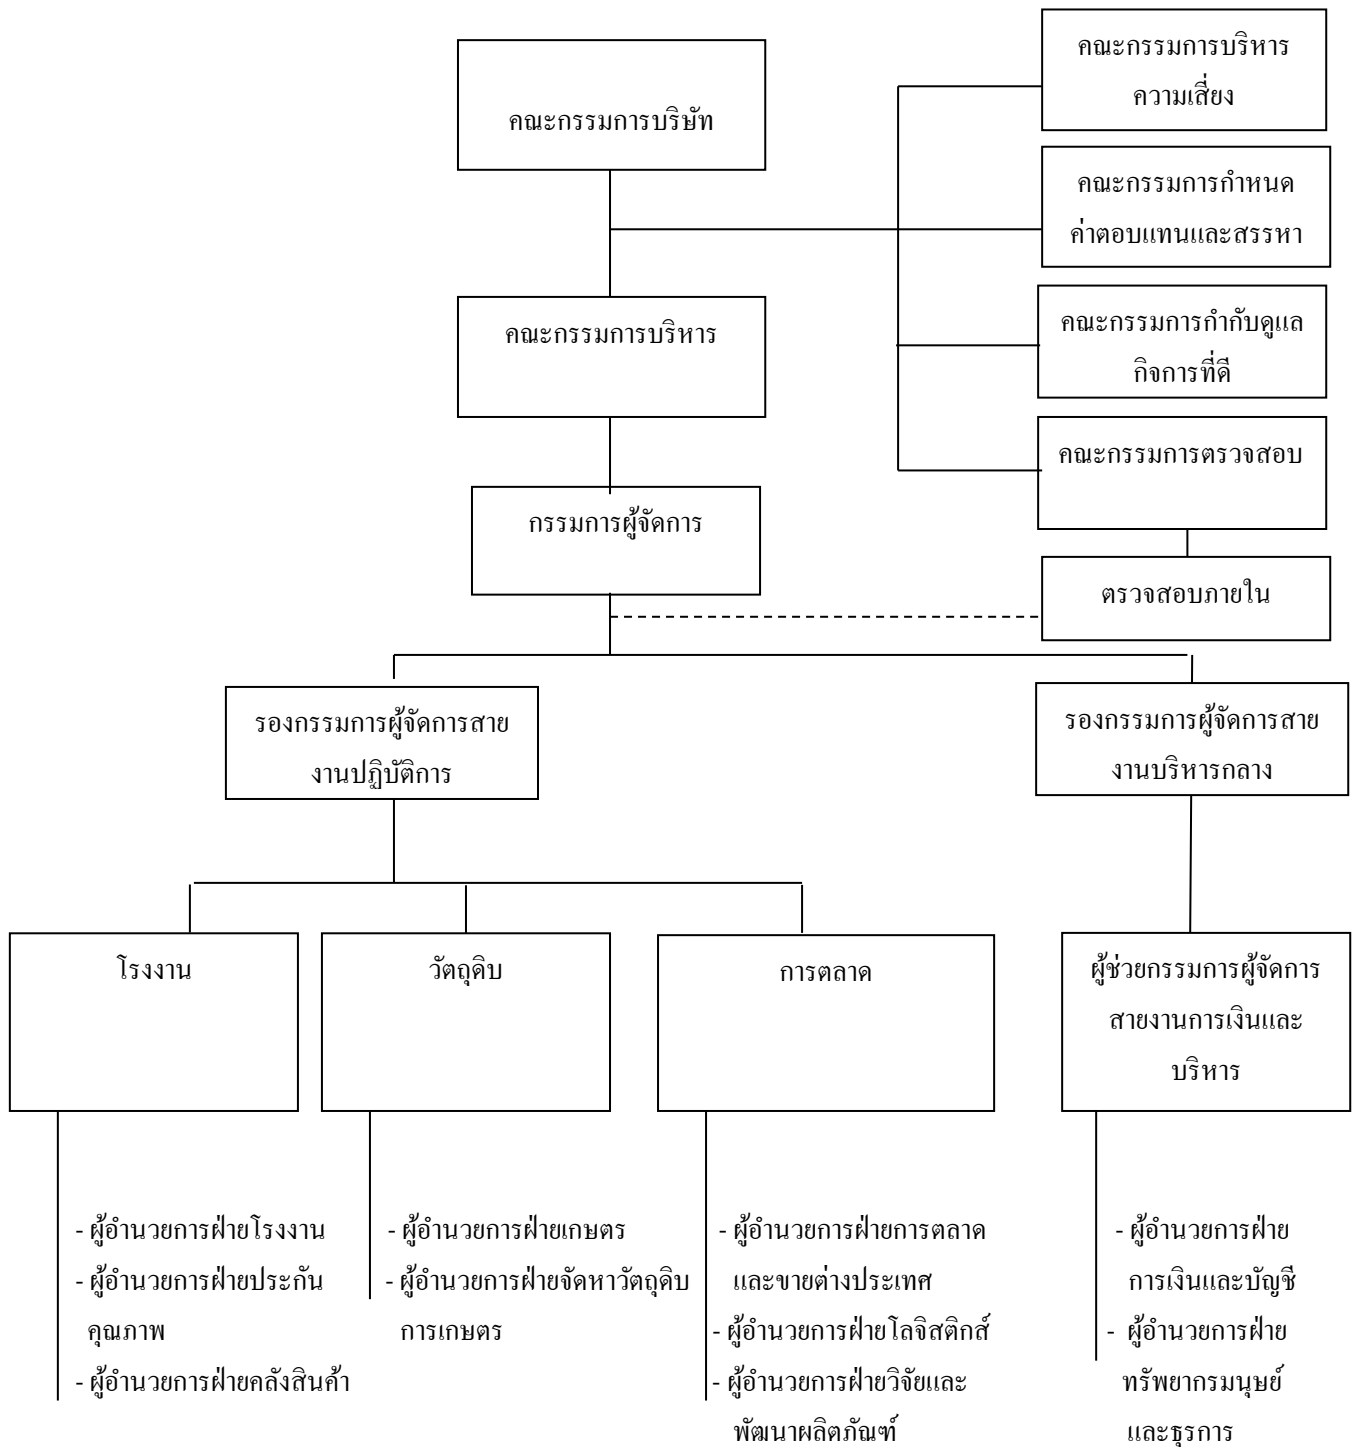 คณะกรรมการบริหาร
ความเสี่ยง
คณะกรรมการบริษัท
คณะกรรมการกำหนด
ค่าตอบแทนและสรรหา
คณะกรรมการบริหาร
คณะกรรมการกำกับดูแล
กิจการที่ดี
คณะกรรมการตรวจสอบ
กรรมการผู้จัดการ
ตรวจสอบภายใน
รองกรรมการผู้จัดการสาย
งานปฏิบัติการ
รองกรรมการผู้จัดการสาย
งานบริหารกลาง
โรงงาน
วัตถุดิบ
การตลาด
ผู้ช่วยกรรมการผู้จัดการ
สายงานการเงินและ
บริหาร
- ผู้อำนวยการฝ่ายโรงงาน
- ผู้อำนวยการฝ่ายประกัน
คุณภาพ
- ผู้อำนวยการฝ่ายคลังสินค้า
- ผู้อำนวยการฝ่ายเกษตร
- ผู้อำนวยการฝ่ายจัดหาวัตถุดิบ
การเกษตร
- ผู้อำนวยการฝ่ายการตลาด
และขายต่างประเทศ
- ผู้อำนวยการฝ่ายโลจิสติกส์
- ผู้อำนวยการฝ่ายวิจัยและ
พัฒนาผลิตภัณฑ์
- ผู้อำนวยการฝ่าย
การเงินและบัญชี
- ผู้อำนวยการฝ่าย
ทรัพยากรมนุษย์
และธุรการ